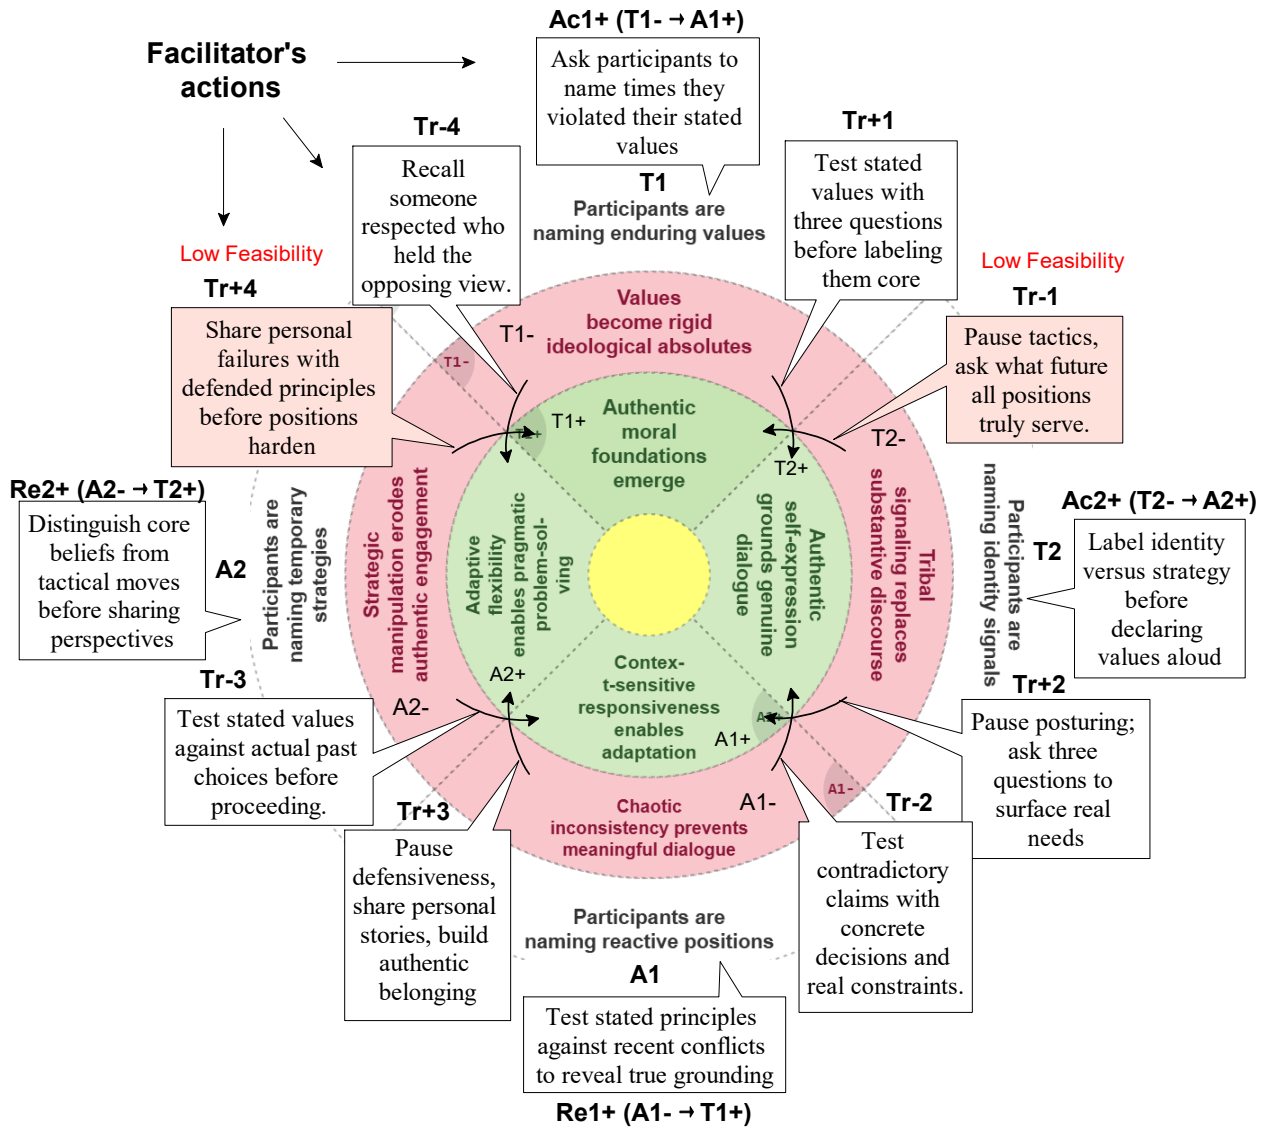 Ac1+ (T1- → A1+)
Ask participants to
name times they
violated their stated
values
Facilitator's
actions
Tr-4
Recall
someone
respected who
held the
opposing view.
T1
Participants are
naming enduring values
Tr+1
Test stated
values with
three questions
before labeling
them core
Low Feasibility
Tr+4
Share personal
failures with
defended principles
before positions
harden
Low Feasibility
Tr-1
Pause tactics,
ask what future
all positions
truly serve.
T1-
Values
become rigid
ideological absolutes
T1-
T1+
Authentic
moral
foundations
emerge
T2+
T2-
Re2+ (A2- → T2+)
Distinguish core
beliefs from
tactical moves
before sharing
perspectives
A2
Participants are
naming temporary
strategies
Strategic
manipulation erodes
authentic engagement
Adaptive
flexibility
enables pragmatic
problem-sol-
ving
Authentic
self-expression
grounds genuine
dialogue
Tribal
signaling replaces
substantive discourse
Participants are
naming identity signals
T2
Ac2+ (T2- → A2+)
Label identity
versus strategy
before
declaring
values aloud
Tr-3
Test stated values
against actual past
choices before
proceeding.
A2-
A2+
Contex-
t-sensitive
responsiveness
enables
adaptation
A1+
Tr+2
Pause posturing;
ask three
questions to
surface real
needs
Tr+3
Pause
defensiveness,
share personal
stories, build
authentic
belonging
A1-
Chaotic
inconsistency prevents
meaningful dialogue
A1-
Tr-2
Test
contradictory
claims with
concrete
decisions and
real constraints.
Participants are
naming reactive positions
A1
Test stated principles
against recent conflicts
to reveal true grounding
Re1+ (A1- → T1+)